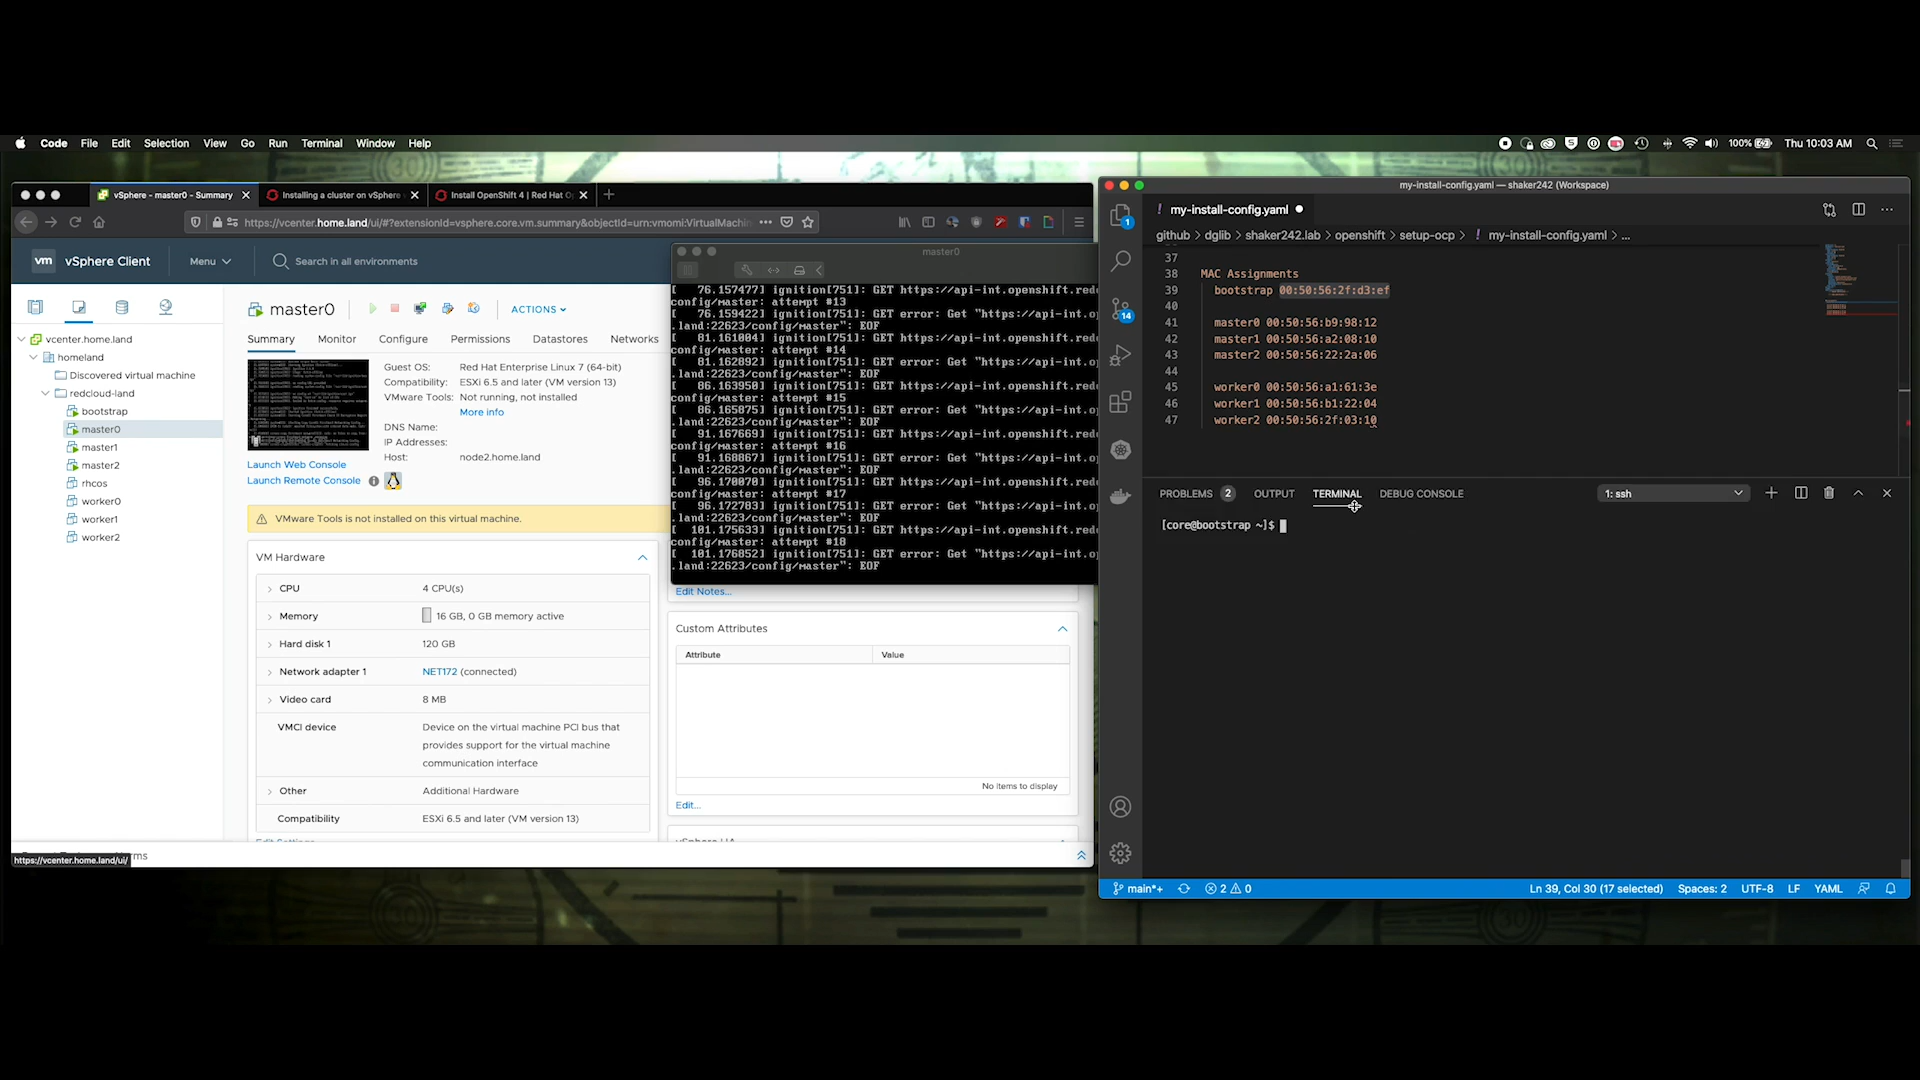 Code File Edit Selection View Go Run Terminal Window Help
100% Thu 10:03 AM
vSphere - master0 - Summary
Installing a cluster on vSphere
Install OpenShift 4 | Red Hat O
https://vcenter.home.land/ui/#?extensionId=vsphere.core.vm.summary&objectId=urn:vmomi:VirtualMachin
vm vSphere Client Menu Search in all environments
vcenter.home.land
homeland
Discovered virtual machine
redcloud-land
bootstrap
master0
master1
master2
rhcos
worker0
worker1
worker2
master0 ACTIONS
Summary Monitor Configure Permissions Datastores Networks
Guest OS: Red Hat Enterprise Linux 7 (64-bit)
Compatibility: ESXi 6.5 and later (VM version 13)
VMware Tools: Not running, not installed
More info
DNS Name:
IP Addresses:
Host: node2.home.land
Launch Web Console
Launch Remote Console
VMware Tools is not installed on this virtual machine.
VM Hardware
CPU 4 CPU(s)
Memory 16 GB, 0 GB memory active
Hard disk 1 120 GB
Network adapter 1 NET172 (connected)
Video card 8 MB
VMCI device Device on the virtual machine PCI bus that
provides support for the virtual machine
communication interface
Other Additional Hardware
Compatibility ESXi 6.5 and later (VM version 13)
https://vcenter.home.land/ui/
master0
[ 76.157477] ignition[751]: GET https://api-int.openshift.red
config/master: attempt #13
[ 76.159422] ignition[751]: GET error: Get "https://api-int.o
.land:22623/config/master": EOF
[ 81.161004] ignition[751]: GET https://api-int.openshift.red
config/master: attempt #14
[ 81.162892] ignition[751]: GET error: Get "https://api-int.o
.land:22623/config/master": EOF
[ 86.163950] ignition[751]: GET https://api-int.openshift.red
config/master: attempt #15
[ 86.165875] ignition[751]: GET error: Get "https://api-int.o
.land:22623/config/master": EOF
[ 91.167669] ignition[751]: GET https://api-int.openshift.red
config/master: attempt #16
[ 91.168867] ignition[751]: GET error: Get "https://api-int.o
.land:22623/config/master": EOF
[ 96.170070] ignition[751]: GET https://api-int.openshift.red
config/master: attempt #17
[ 96.172783] ignition[751]: GET error: Get "https://api-int.o
.land:22623/config/master": EOF
[ 101.175633] ignition[751]: GET https://api-int.openshift.red
config/master: attempt #18
[ 101.176852] ignition[751]: GET error: Get "https://api-int.o
.land:22623/config/master": EOF
Edit Notes...
Custom Attributes
Attribute Value
No items to display
Edit...
my-install-config.yaml — shaker242 (Workspace)
! my-install-config.yaml
github > dglib > shaker242.lab > openshift > setup-ocp > ! my-install-config.yaml > ...
1
14
37
38 MAC Assignments
39 bootstrap 00:50:56:2f:d3:ef
40
41 master0 00:50:56:b9:98:12
42 master1 00:50:56:a2:08:10
43 master2 00:50:56:22:2a:06
44
45 worker0 00:50:56:a1:61:3e
46 worker1 00:50:56:b1:22:04
47 worker2 00:50:56:2f:03:10
PROBLEMS 2 OUTPUT TERMINAL DEBUG CONSOLE 1: ssh
[core@bootstrap ~]$
main*+ 2 0 Ln 39, Col 30 (17 selected) Spaces: 2 UTF-8 LF YAML